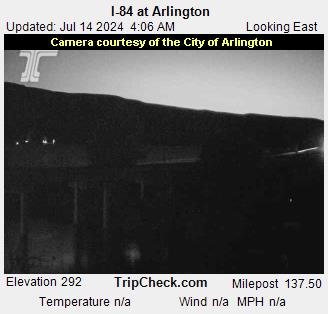 I-84 at Arlington
Updated: Jul 14 2024 4:06 AM Looking East
Camera courtesy of the City of Arlington
Elevation 292 TripCheck.com Milepost 137.50
Temperature n/a Wind n/a MPH n/a